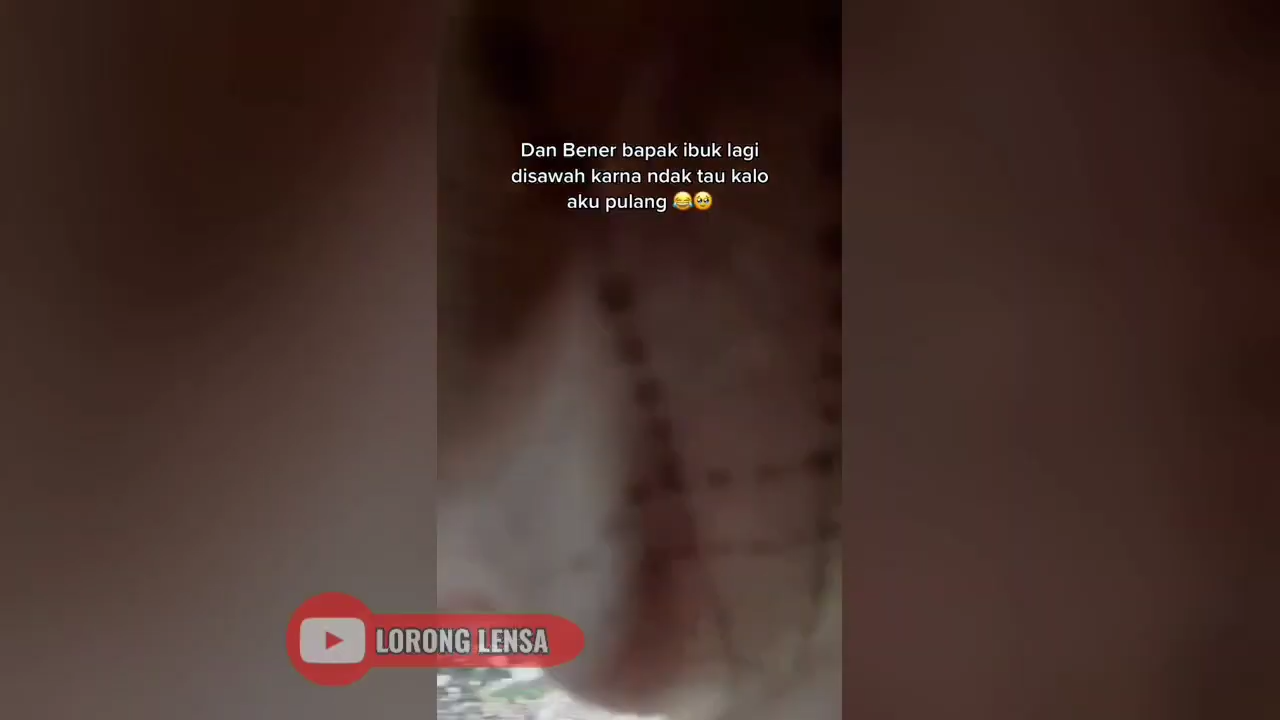 Dan Bener bapak ibuk lagi
disawah karna ndak tau kalo
aku pulang 😂🥹
LORONG LENSA